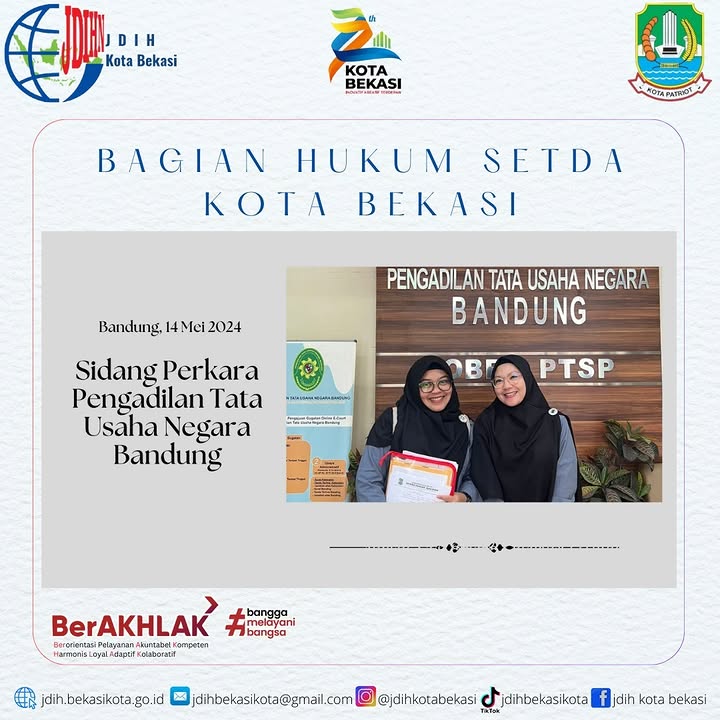 JDIHN
J D I H
Kota Bekasi
th
KOTA
BEKASI
KOTA PATRIOT
BAGIAN HUKUM SETDA
KOTA BEKASI
Bandung, 14 Mei 2024
Sidang Perkara
Pengadilan Tata
Usaha Negara
Bandung
PENGADILAN TATA USAHA NEGARA
BANDUNG
PTSP
BerAKHLAK
Berorientasi Pelayanan Akuntabel Kompeten
Harmonis Loyal Adaptif Kolaboratif
#bangga
melayani
bangsa
jdih.bekasikota.go.id
jdihbekasikota@gmail.com
@jdihkotabekasi
TikTok
jdihbekasikota
jdih kota bekasi